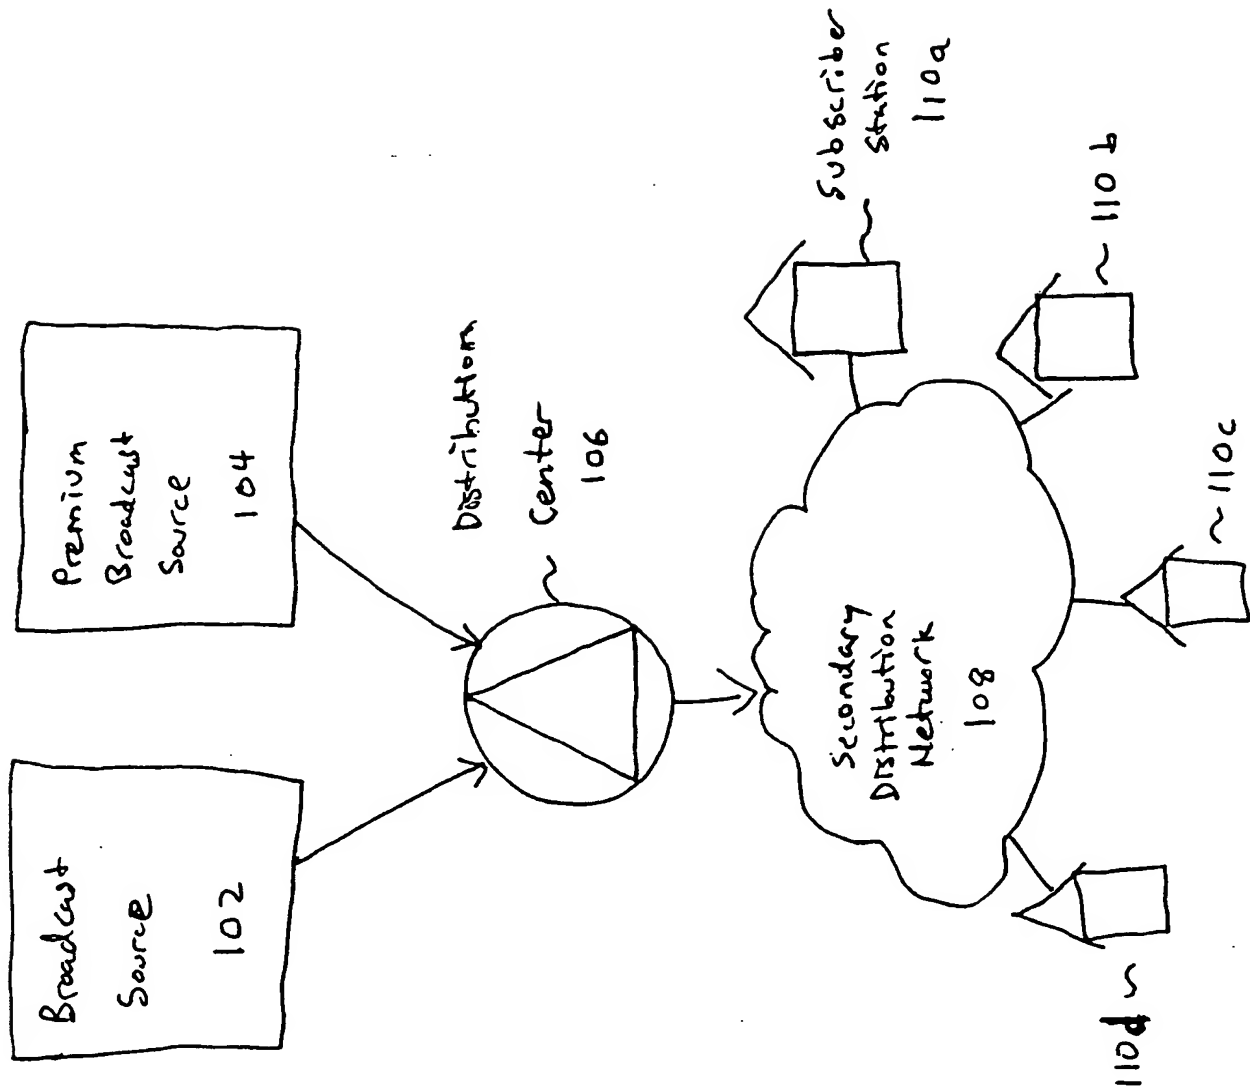 Broadcast
Source
102
Premium
Broadcast
Source
104
Distribution
Center
106
Secondary
Distribution
Network
108
Subscriber
Station
110a
110b
110c
110d